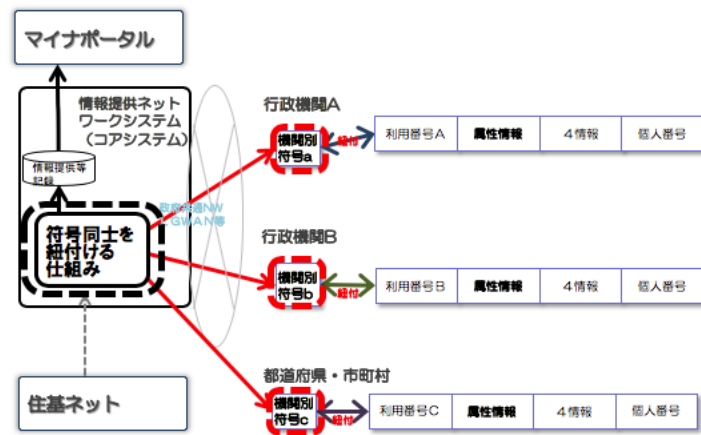 マイナポータル
情報提供ネット
ワークシステム
（コアシステム）
情報提供等
記録
符号同士を
紐付ける
仕組み
住基ネット
政府共通NW
LGWAN等
行政機関A
機関別
符号a
紐付
利用番号A
属性情報
４情報
個人番号
行政機関B
機関別
符号b
紐付
利用番号B
属性情報
４情報
個人番号
都道府県・市町村
機関別
符号c
紐付
利用番号C
属性情報
４情報
個人番号